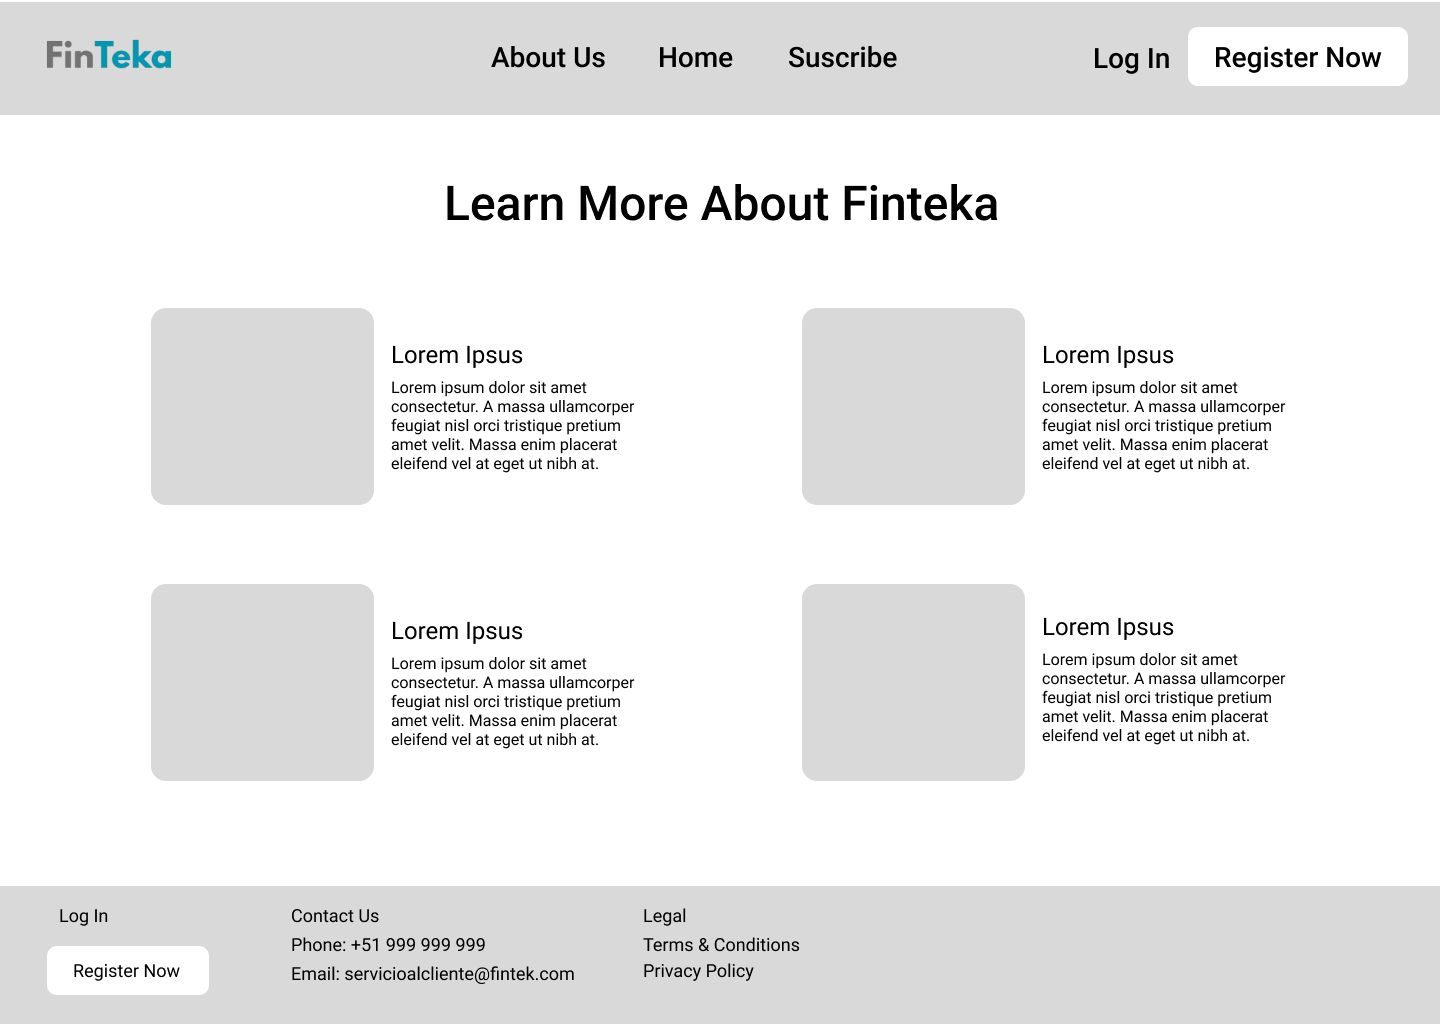 FinTeka
About Us
Home
Suscribe
Log In
Register Now
Learn More About Finteka
Lorem Ipsus
Lorem ipsum dolor sit amet
consectetur. A massa ullamcorper
feugiat nisl orci tristique pretium
amet velit. Massa enim placerat
eleifend vel at eget ut nibh at.
Lorem Ipsus
Lorem ipsum dolor sit amet
consectetur. A massa ullamcorper
feugiat nisl orci tristique pretium
amet velit. Massa enim placerat
eleifend vel at eget ut nibh at.
Lorem Ipsus
Lorem ipsum dolor sit amet
consectetur. A massa ullamcorper
feugiat nisl orci tristique pretium
amet velit. Massa enim placerat
eleifend vel at eget ut nibh at.
Lorem Ipsus
Lorem ipsum dolor sit amet
consectetur. A massa ullamcorper
feugiat nisl orci tristique pretium
amet velit. Massa enim placerat
eleifend vel at eget ut nibh at.
Log In
Register Now
Contact Us
Phone: +51 999 999 999
Email: servicioalcliente@fintek.com
Legal
Terms & Conditions
Privacy Policy